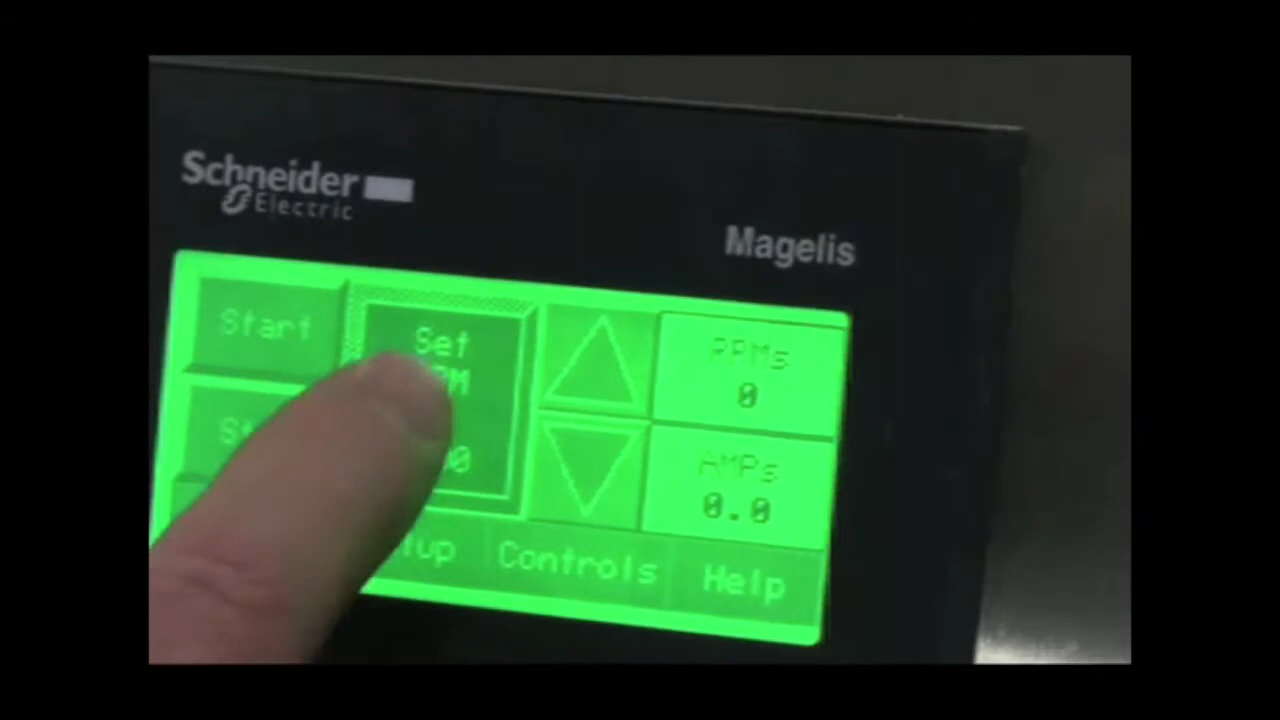 Schneider
Electric
Magelis
Start
Set
RPMs
0
AMPs
0.0
Controls
Help